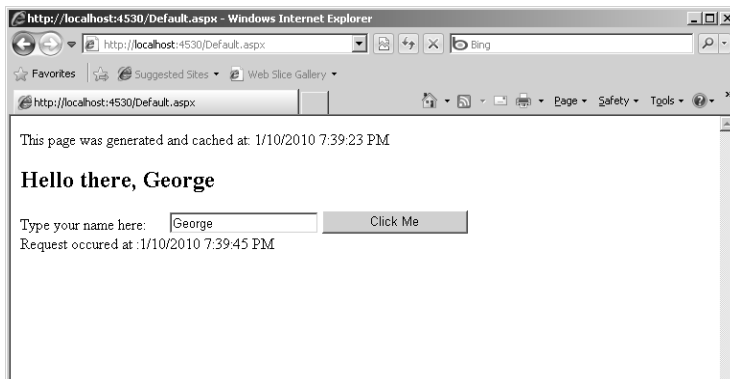 http://localhost:4530/Default.aspx - Windows Internet Explorer
http://localhost:4530/Default.aspx Bing
Favorites Suggested Sites Web Slice Gallery
http://localhost:4530/Default.aspx Page Safety Tools
This page was generated and cached at: 1/10/2010 7:39:23 PM
Hello there, George
Type your name here: George Click Me
Request occured at :1/10/2010 7:39:45 PM